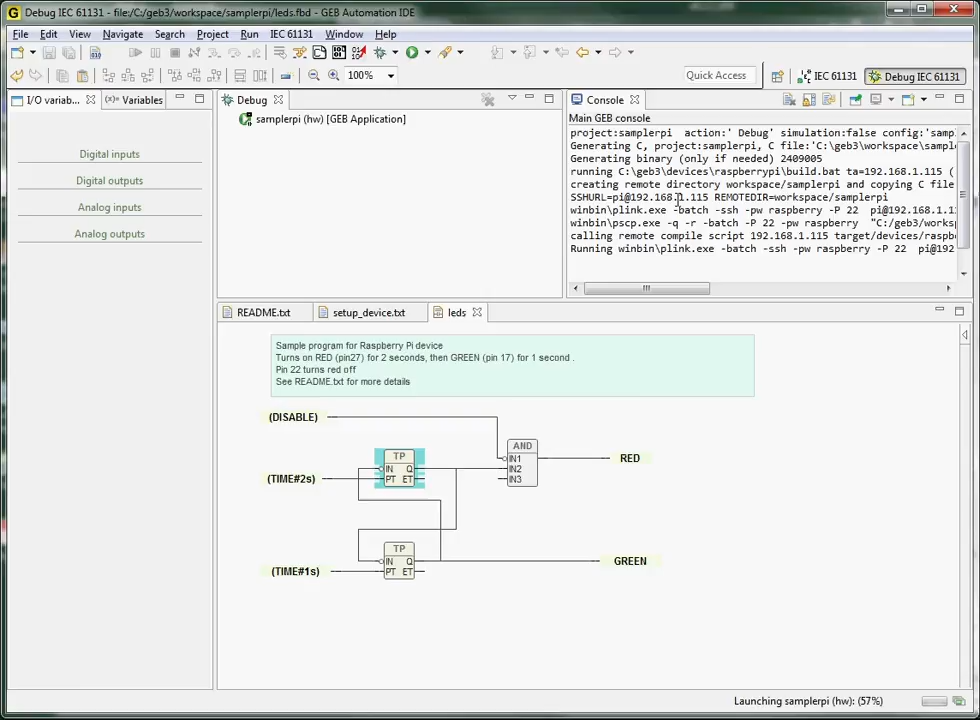 Debug IEC 61131 - file:/C:/geb3/workspace/samplerpi/leds.fbd - GEB Automation IDE
File Edit View Navigate Search Project Run IEC 61131 Window Help
100%
Quick Access
IEC 61131
Debug IEC 61131
I/O variab...
Variables
Digital inputs
Digital outputs
Analog inputs
Analog outputs
Debug
samplerpi (hw) [GEB Application]
Console
Main GEB console
project:samplerpi action:' Debug' simulation:false config:'samp
Generating C, project:samplerpi, C file:'C:\geb3\workspace\sampl
Generating binary (only if needed) 2409005
running C:\geb3\devices\raspberrypi\build.bat ta=192.168.1.115 (
creating remote directory workspace/samplerpi and copying C file
SSHURL=pi@192.168.1.115 REMOTEDIR=workspace/samplerpi
winbin\plink.exe -batch -ssh -pw raspberry -P 22 pi@192.168.1.11
winbin\pscp.exe -q -r -batch -P 22 -pw raspberry "C:/geb3/works
calling remote compile script 192.168.1.115 target/devices/raspb
Running winbin\plink.exe -batch -ssh -pw raspberry -P 22 pi@192
README.txt
setup_device.txt
leds
Sample program for Raspberry Pi device
Turns on RED (pin27) for 2 seconds, then GREEN (pin 17) for 1 second .
Pin 22 turns red off
See README.txt for more details
(DISABLE)
AND
IN1
IN2
IN3
RED
TP
IN Q
PT ET
(TIME#2s)
TP
IN Q
PT ET
GREEN
(TIME#1s)
Launching samplerpi (hw): (57%)